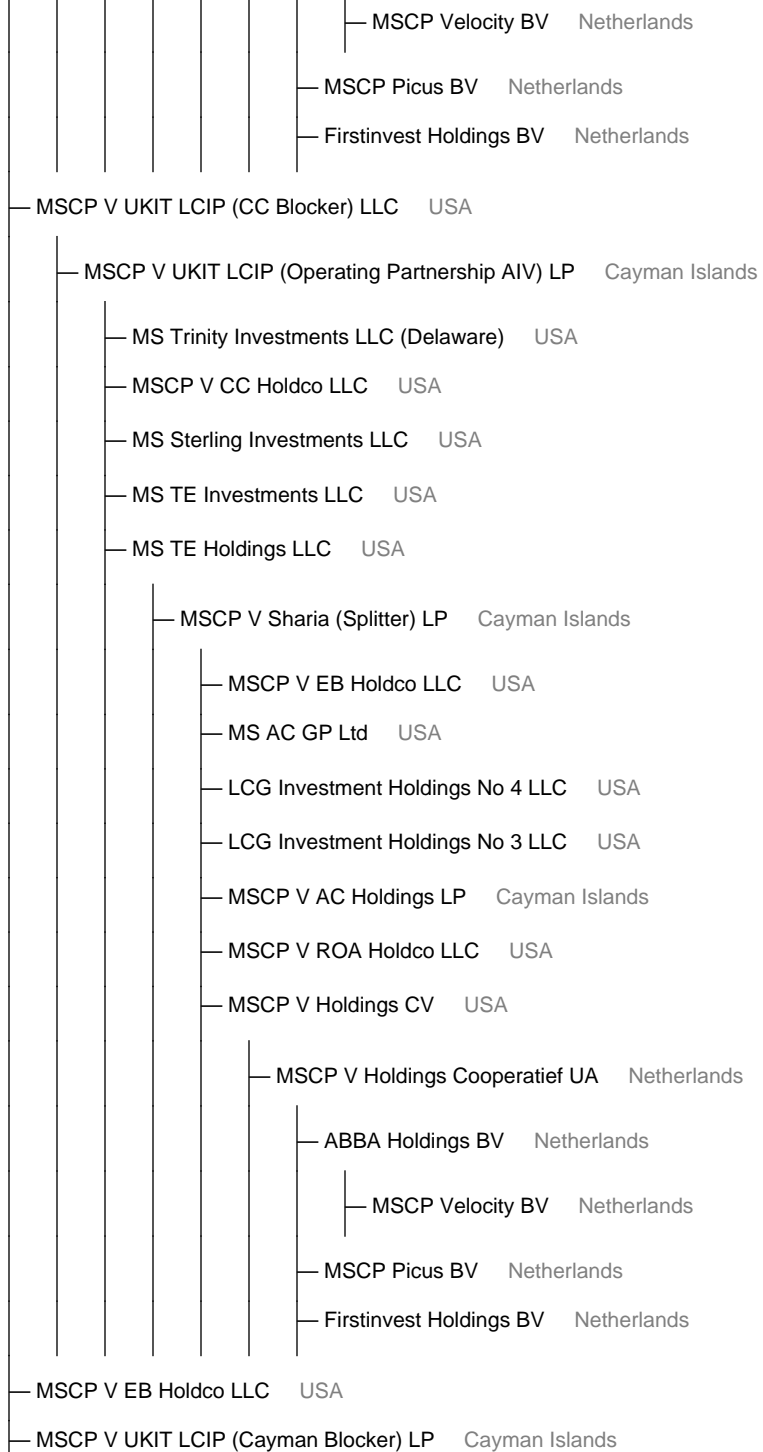 MSCP Velocity BV Netherlands
MSCP Picus BV Netherlands
Firstinvest Holdings BV Netherlands
MSCP V UKIT LCIP (CC Blocker) LLC USA
MSCP V UKIT LCIP (Operating Partnership AIV) LP Cayman Islands
MS Trinity Investments LLC (Delaware) USA
MSCP V CC Holdco LLC USA
MS Sterling Investments LLC USA
MS TE Investments LLC USA
MS TE Holdings LLC USA
MSCP V Sharia (Splitter) LP Cayman Islands
MSCP V EB Holdco LLC USA
MS AC GP Ltd USA
LCG Investment Holdings No 4 LLC USA
LCG Investment Holdings No 3 LLC USA
MSCP V AC Holdings LP Cayman Islands
MSCP V ROA Holdco LLC USA
MSCP V Holdings CV USA
MSCP V Holdings Cooperatief UA Netherlands
ABBA Holdings BV Netherlands
MSCP Velocity BV Netherlands
MSCP Picus BV Netherlands
Firstinvest Holdings BV Netherlands
MSCP V EB Holdco LLC USA
MSCP V UKIT LCIP (Cayman Blocker) LP Cayman Islands